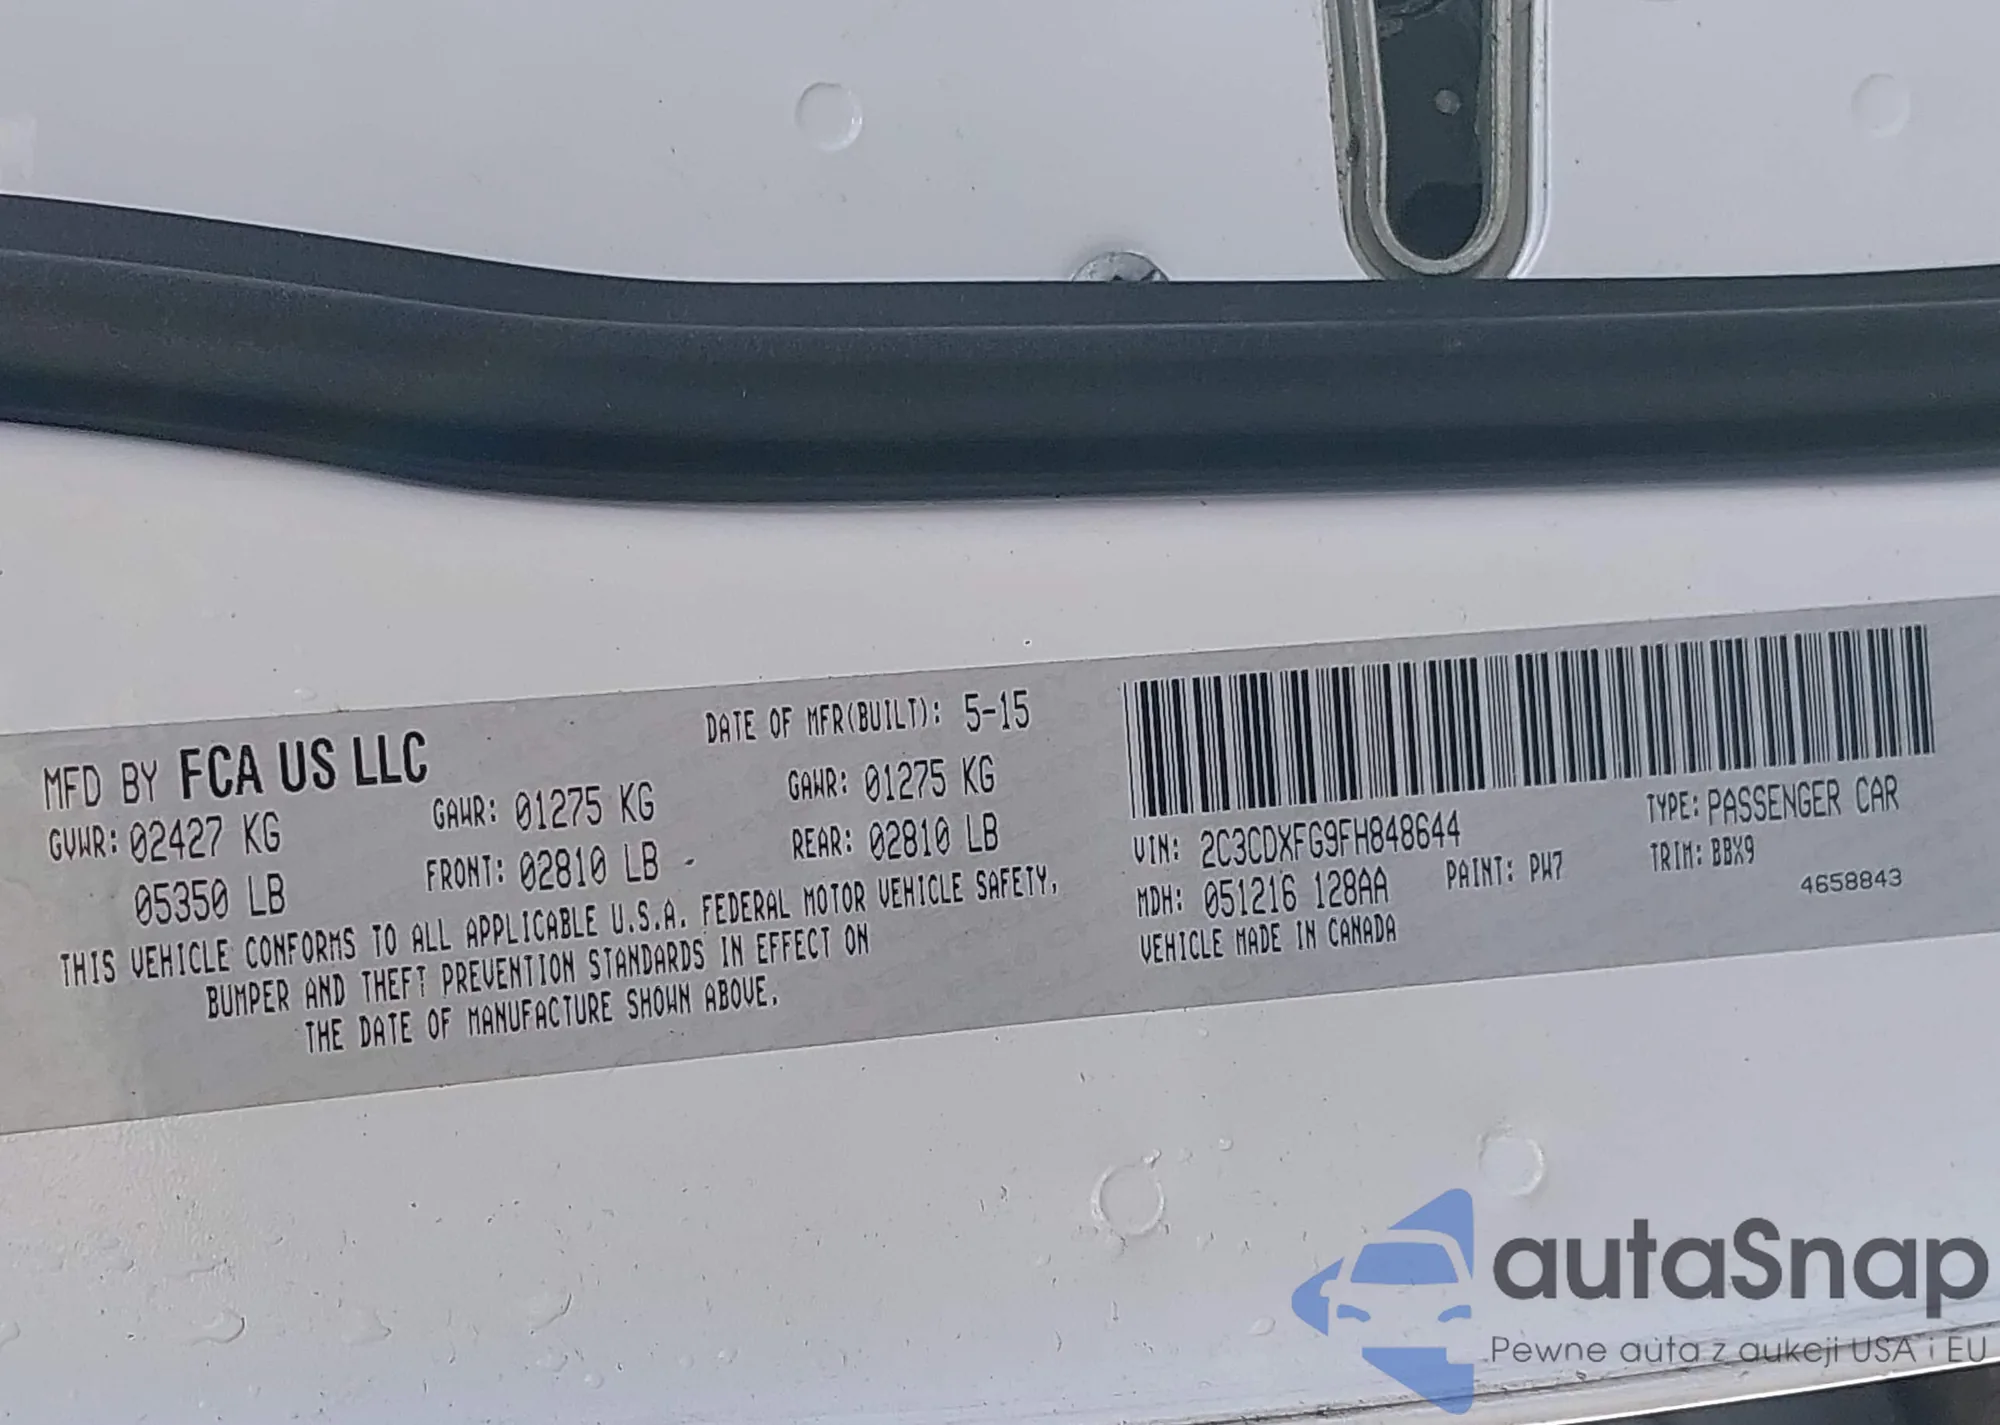 MFD BY FCA US LLC
DATE OF MFR(BUILT): 5-15
GVWR: 02427 KG
GAWR: 01275 KG
GAWR: 01275 KG
05350 LB
FRONT: 02810 LB
REAR: 02810 LB
THIS VEHICLE CONFORMS TO ALL APPLICABLE U.S.A. FEDERAL MOTOR VEHICLE SAFETY,
BUMPER AND THEFT PREVENTION STANDARDS IN EFFECT ON
THE DATE OF MANUFACTURE SHOWN ABOVE.
VIN: 2C3CDXFG9FH848644
TYPE: PASSENGER CAR
MDH: 051216 128AA
PAINT: PW7
TRIM: BBX9
VEHICLE MADE IN CANADA
4658843
autaSnap
Pewne auta z aukcji USA i EU